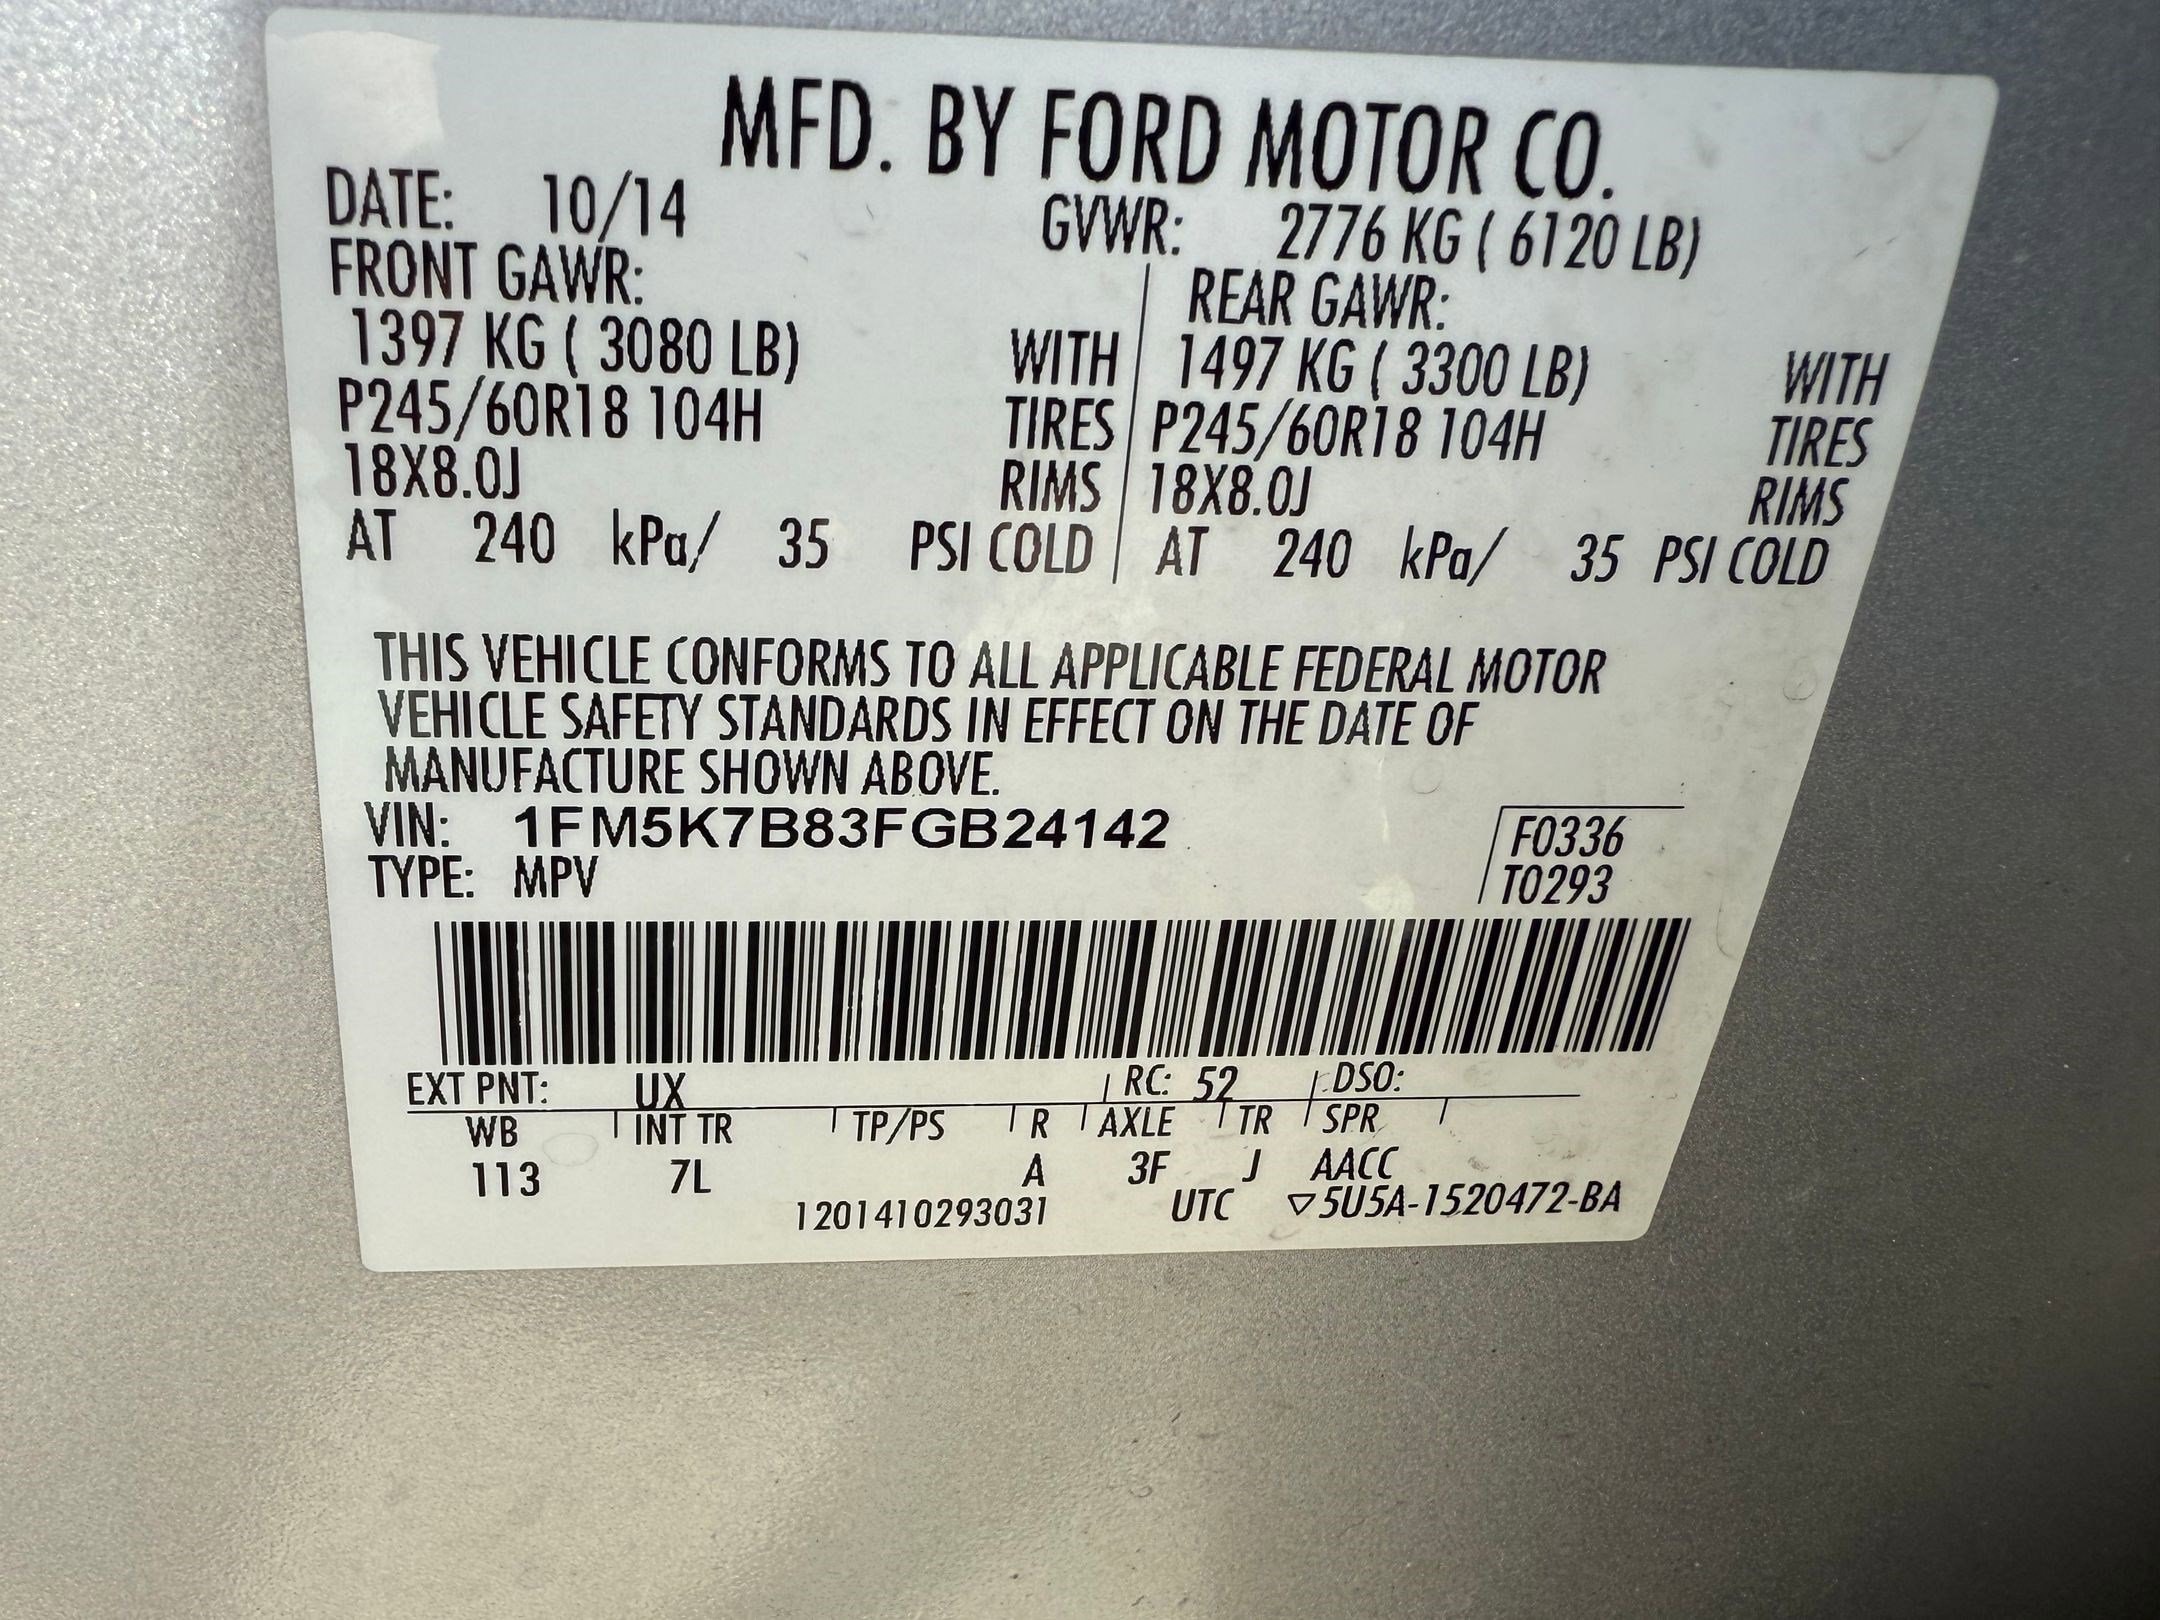 MFD. BY FORD MOTOR CO.
DATE: 10/14 GVWR: 2776 KG ( 6120 LB)
FRONT GAWR: REAR GAWR:
1397 KG ( 3080 LB) WITH 1497 KG ( 3300 LB) WITH
P245/60R18 104H TIRES P245/60R18 104H TIRES
18X8.0J RIMS 18X8.0J RIMS
AT 240 kPa/ 35 PSI COLD AT 240 kPa/ 35 PSI COLD
THIS VEHICLE CONFORMS TO ALL APPLICABLE FEDERAL MOTOR
VEHICLE SAFETY STANDARDS IN EFFECT ON THE DATE OF
MANUFACTURE SHOWN ABOVE.
VIN: 1FM5K7B83FGB24142 F0336
TYPE: MPV T0293
EXT PNT: UX RC: 52 DSO:
WB INT TR TP/PS R AXLE TR SPR
113 7L A 3F J AACC
1201410293031 UTC ▽5U5A-1520472-BA